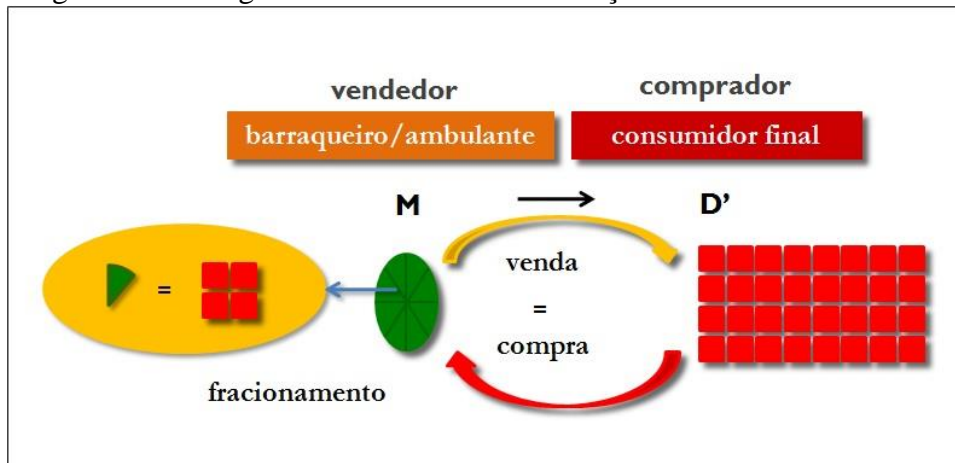 vendedor
comprador
barraqueiro/ambulante
consumidor final
M
D’
venda
=
=
compra
fracionamento